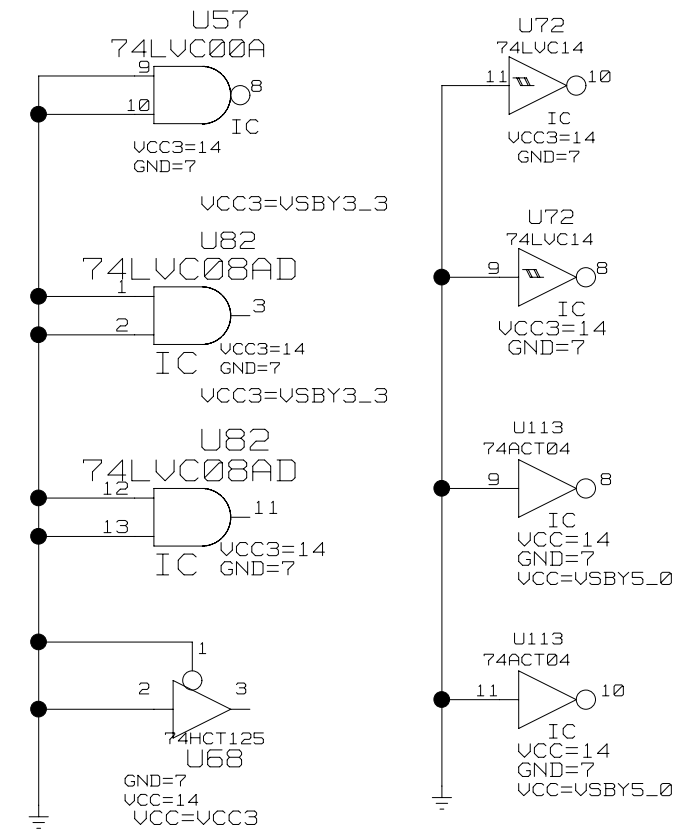 U57
74LVC00A
9
8
10
IC
VCC3=14
GND=7
VCC3=VSBY3_3
U82
74LVC08AD
1
3
2
IC
VCC3=14
GND=7
VCC3=VSBY3_3
U82
74LVC08AD
12
11
13
IC
VCC3=14
GND=7
1
2
3
74HCT125
U68
GND=7
VCC=14
VCC=VCC3
U72
74LVC14
11
10
IC
VCC3=14
GND=7
U72
74LVC14
9
8
IC
VCC3=14
GND=7
U113
74ACT04
9
8
IC
VCC=14
GND=7
VCC=VSBY5_0
U113
74ACT04
11
10
IC
VCC=14
GND=7
VCC=VSBY5_0